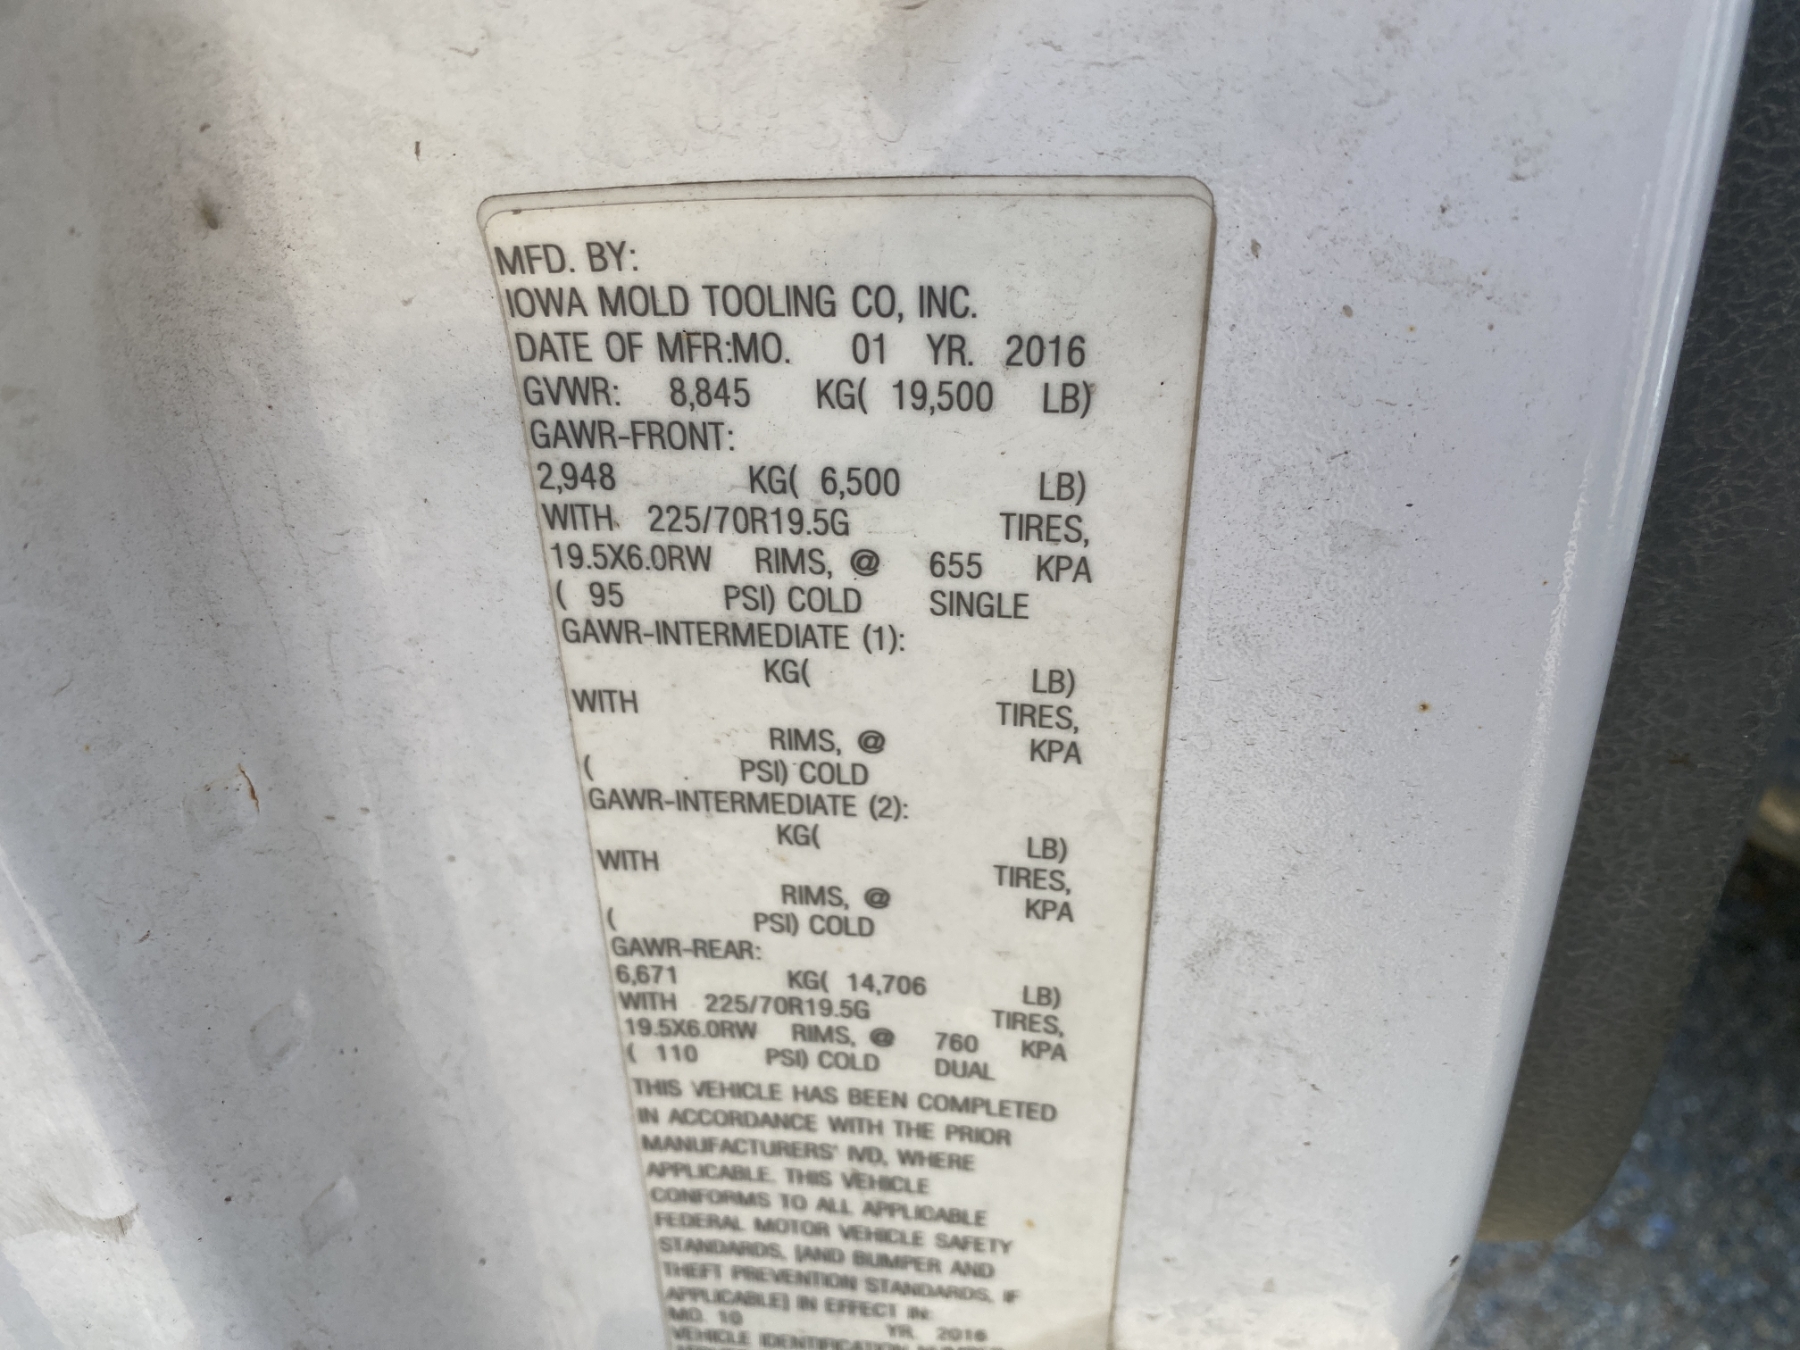 MFD. BY:
IOWA MOLD TOOLING CO, INC.
DATE OF MFR:MO. 01 YR. 2016
GVWR: 8,845 KG( 19,500 LB)
GAWR-FRONT:
2,948 KG( 6,500 LB)
WITH 225/70R19.5G TIRES,
19.5X6.0RW RIMS, @ 655 KPA
( 95 PSI) COLD SINGLE
GAWR-INTERMEDIATE (1):
KG( LB)
WITH TIRES,
RIMS, @ KPA
( PSI) COLD
GAWR-INTERMEDIATE (2):
KG( LB)
WITH TIRES,
RIMS, @ KPA
( PSI) COLD
GAWR-REAR:
6,671 KG( 14,706 LB)
WITH 225/70R19.5G TIRES,
19.5X6.0RW RIMS, @ 760 KPA
( 110 PSI) COLD DUAL
THIS VEHICLE HAS BEEN COMPLETED
IN ACCORDANCE WITH THE PRIOR
MANUFACTURERS' IVD, WHERE
APPLICABLE. THIS VEHICLE
CONFORMS TO ALL APPLICABLE
FEDERAL MOTOR VEHICLE SAFETY
STANDARDS, [AND BUMPER AND
THEFT PREVENTION STANDARDS, IF
APPLICABLE] IN EFFECT IN:
MO. 10 YR. 2016
VEHICLE IDENTIFICATION NUMBER